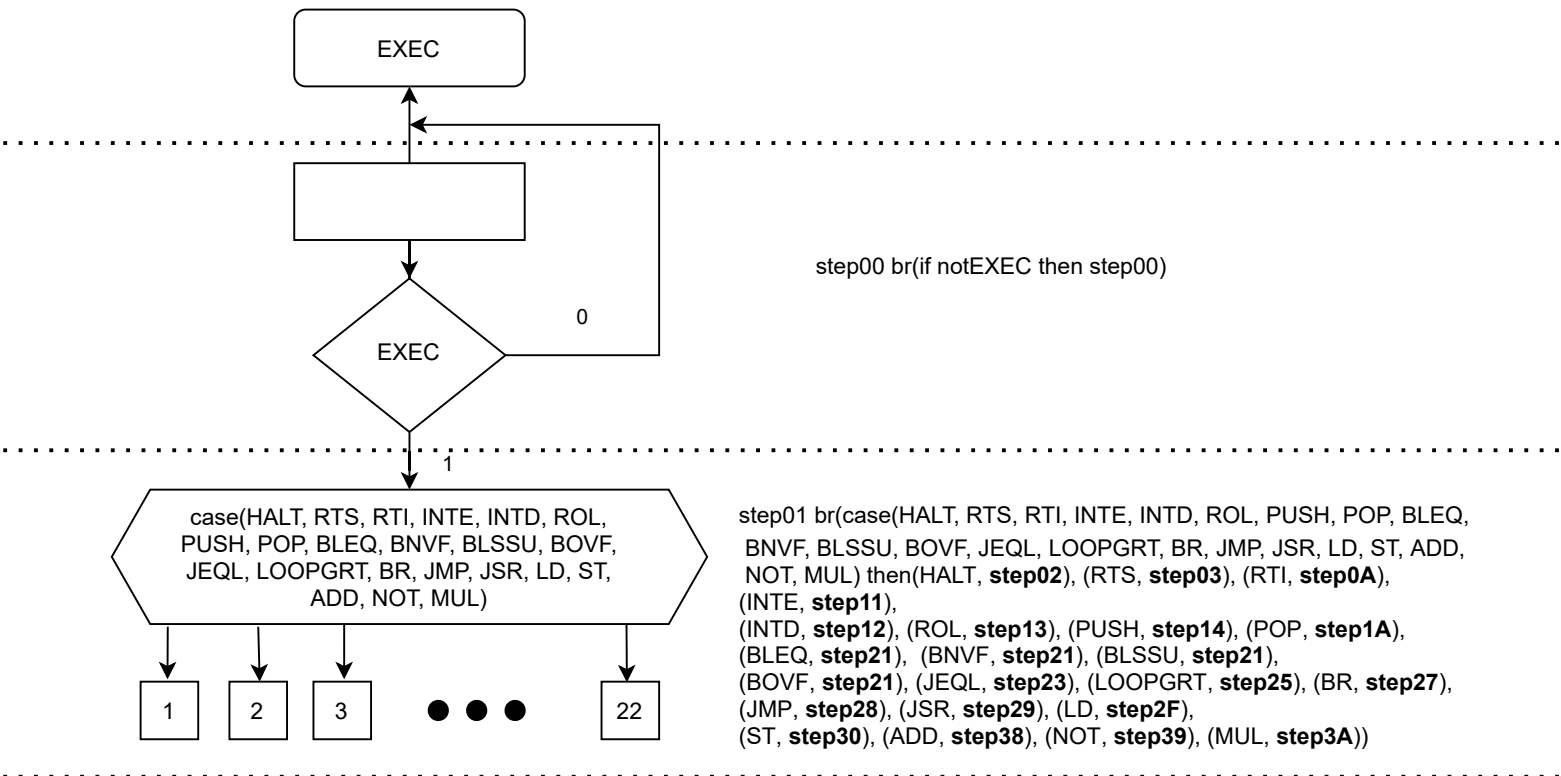 EXEC
step00 br(if notEXEC then step00)
0
EXEC
1
case(HALT, RTS, RTI, INTE, INTD, ROL,
PUSH, POP, BLEQ, BNVF, BLSSU, BOVF,
JEQL, LOOPGRT, BR, JMP, JSR, LD, ST,
ADD, NOT, MUL)
step01 br(case(HALT, RTS, RTI, INTE, INTD, ROL, PUSH, POP, BLEQ,
BNVF, BLSSU, BOVF, JEQL, LOOPGRT, BR, JMP, JSR, LD, ST, ADD,
NOT, MUL) then(HALT, step02), (RTS, step03), (RTI, step0A),
(INTE, step11),
(INTD, step12), (ROL, step13), (PUSH, step14), (POP, step1A),
(BLEQ, step21), (BNVF, step21), (BLSSU, step21),
(BOVF, step21), (JEQL, step23), (LOOPGRT, step25), (BR, step27),
(JMP, step28), (JSR, step29), (LD, step2F),
(ST, step30), (ADD, step38), (NOT, step39), (MUL, step3A))
1
2
3
22